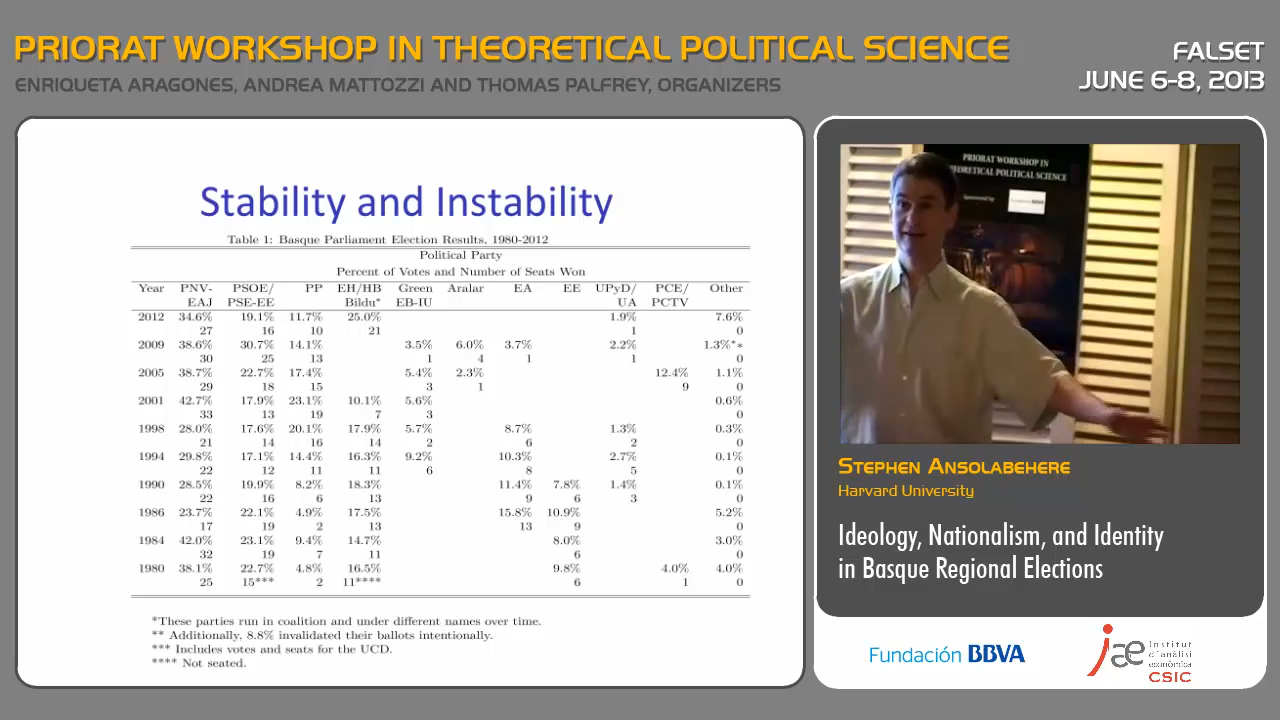 PRIORAT WORKSHOP IN THEORETICAL POLITICAL SCIENCE
ENRIQUETA ARAGONES, ANDREA MATTOZZI AND THOMAS PALFREY, ORGANIZERS
FALSET
JUNE 6-8, 2013
Stability and Instability
Table 1: Basque Parliament Election Results, 1980-2012
Political Party
Percent of Votes and Number of Seats Won
Year PNV- PSOE/ PP EH/HB Green Aralar EA EE UPyD/ PCE/ Other
EAJ PSE-EE Bildu* EB-IU UA PCTV
2012 34.6% 19.1% 11.7% 25.0% 1.9% 7.6%
27 16 10 21 1 0
2009 38.6% 30.7% 14.1% 3.5% 6.0% 3.7% 2.2% 1.3%**
30 25 13 1 4 1 1 0
2005 38.7% 22.7% 17.4% 5.4% 2.3% 12.4% 1.1%
29 18 15 3 1 9 0
2001 42.7% 17.9% 23.1% 10.1% 5.6% 0.6%
33 13 19 7 3 0
1998 28.0% 17.6% 20.1% 17.9% 5.7% 8.7% 1.3% 0.3%
21 14 16 14 2 6 2 0
1994 29.8% 17.1% 14.4% 16.3% 9.2% 10.3% 2.7% 0.1%
22 12 11 11 6 8 5 0
1990 28.5% 19.9% 8.2% 18.3% 11.4% 7.8% 1.4% 0.1%
22 16 6 13 9 6 3 0
1986 23.7% 22.1% 4.9% 17.5% 15.8% 10.9% 5.2%
17 19 2 13 13 9 0
1984 42.0% 23.1% 9.4% 14.7% 8.0% 3.0%
32 19 7 11 6 0
1980 38.1% 22.7% 4.8% 16.5% 9.8% 4.0% 4.0%
25 15*** 2 11**** 6 1 0
*These parties run in coalition and under different names over time.
** Additionally, 8.8% invalidated their ballots intentionally.
*** Includes votes and seats for the UCD.
**** Not seated.
PRIORAT WORKSHOP IN
THEORETICAL POLITICAL SCIENCE
Sponsored by
STEPHEN ANSOLABEHERE
Harvard University
Ideology, Nationalism, and Identity
in Basque Regional Elections
Fundación BBVA
iae
Institut
d'anàlisi
econòmica
CSIC